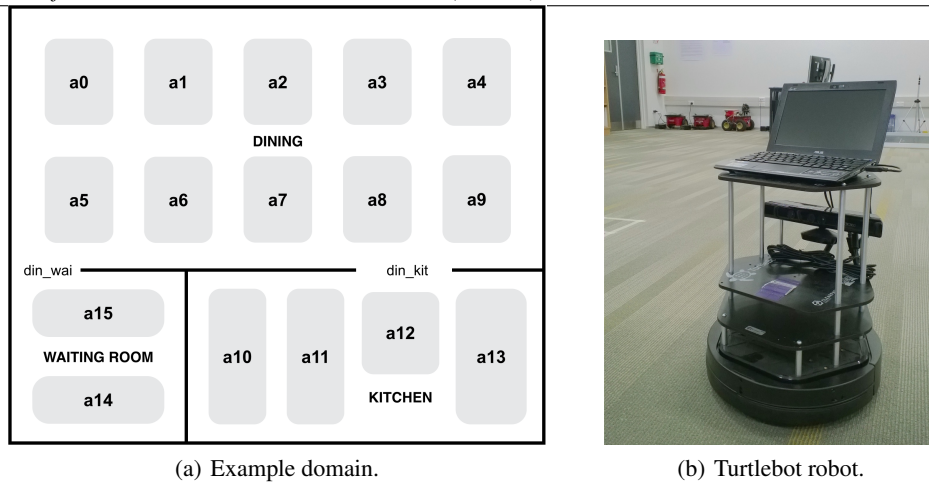 a0 a1 a2 a3 a4
DINING
a5 a6 a7 a8 a9
din_wai din_kit
a15
a12
a10 a11 a13
WAITING ROOM
a14
KITCHEN
(a) Example domain.
(b) Turtlebot robot.